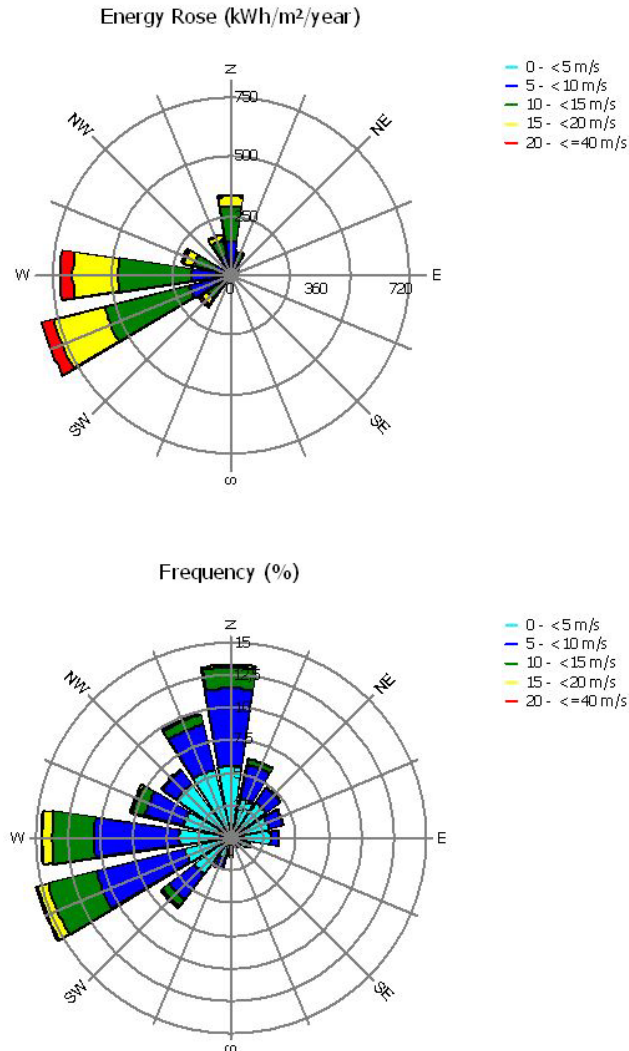 Energy Rose (kWh/m²/year)
N
750
500
250
0
360
720
NW
NE
W
E
SW
SE
S
0 - <5 m/s
5 - <10 m/s
10 - <15 m/s
15 - <20 m/s
20 - <=40 m/s
Frequency (%)
N
15
12.5
NW
NE
W
E
SW
SE
S
0 - <5 m/s
5 - <10 m/s
10 - <15 m/s
15 - <20 m/s
20 - <=40 m/s